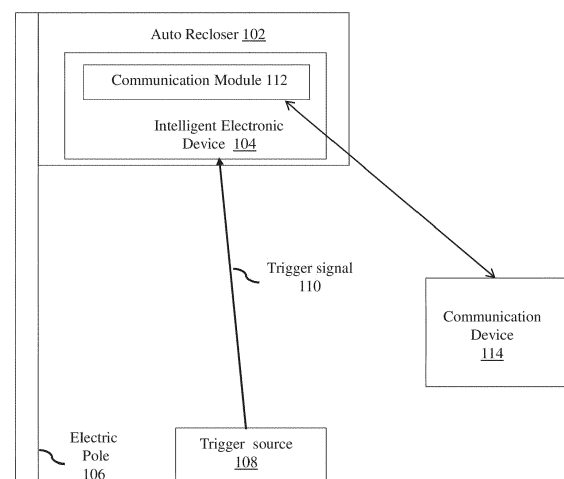 Auto Recloser 102
Communication Module 112
Intelligent Electronic
Device 104
Trigger signal
110
Communication
Device
114
Electric
Pole
106
Trigger source
108